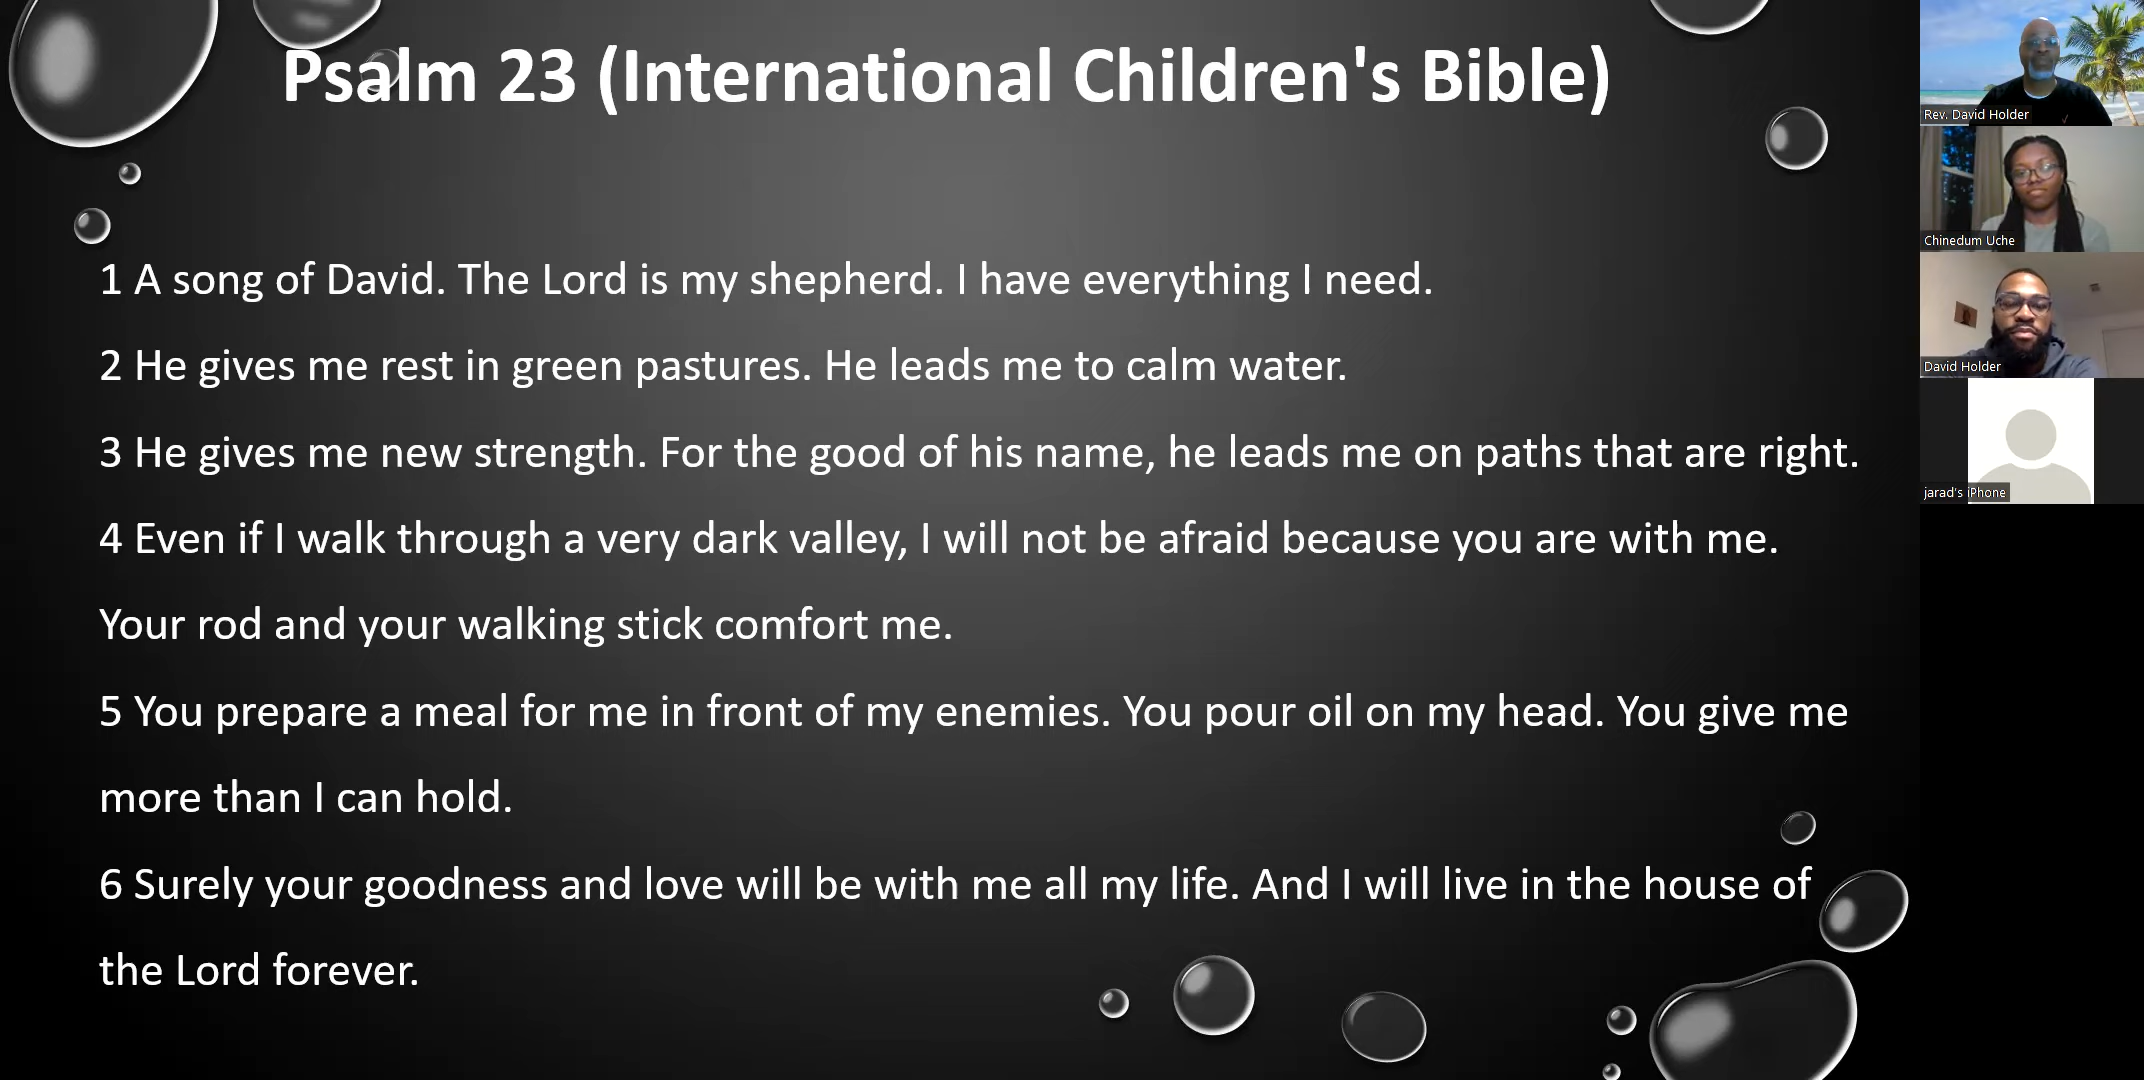 Psalm 23 (International Children's Bible)
1 A song of David. The Lord is my shepherd. I have everything I need.
2 He gives me rest in green pastures. He leads me to calm water.
3 He gives me new strength. For the good of his name, he leads me on paths that are right.
4 Even if I walk through a very dark valley, I will not be afraid because you are with me.
Your rod and your walking stick comfort me.
5 You prepare a meal for me in front of my enemies. You pour oil on my head. You give me
more than I can hold.
6 Surely your goodness and love will be with me all my life. And I will live in the house of
the Lord forever.
Rev. David Holder
Chinedum Uche
David Holder
jarad's iPhone